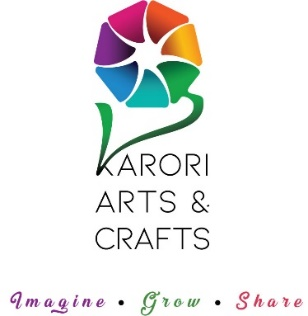 KARORI
ARTS &
CRAFTS
Imagine • Grow • Share